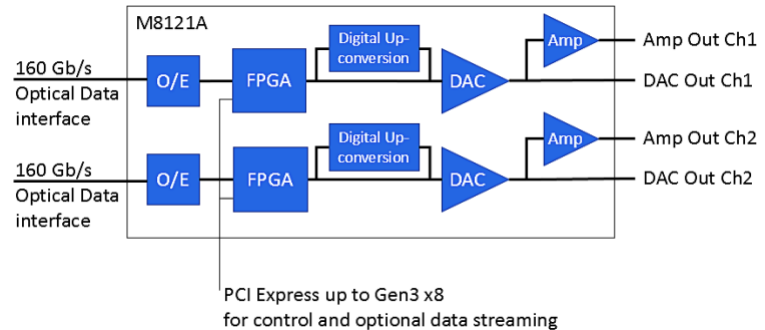 M8121A
Digital Up-
conversion
Amp
Amp Out Ch1
160 Gb/s
O/E
FPGA
DAC
DAC Out Ch1
Optical Data
interface
Digital Up-
conversion
Amp
Amp Out Ch2
160 Gb/s
O/E
FPGA
DAC
DAC Out Ch2
Optical Data
interface
PCI Express up to Gen3 x8
for control and optional data streaming